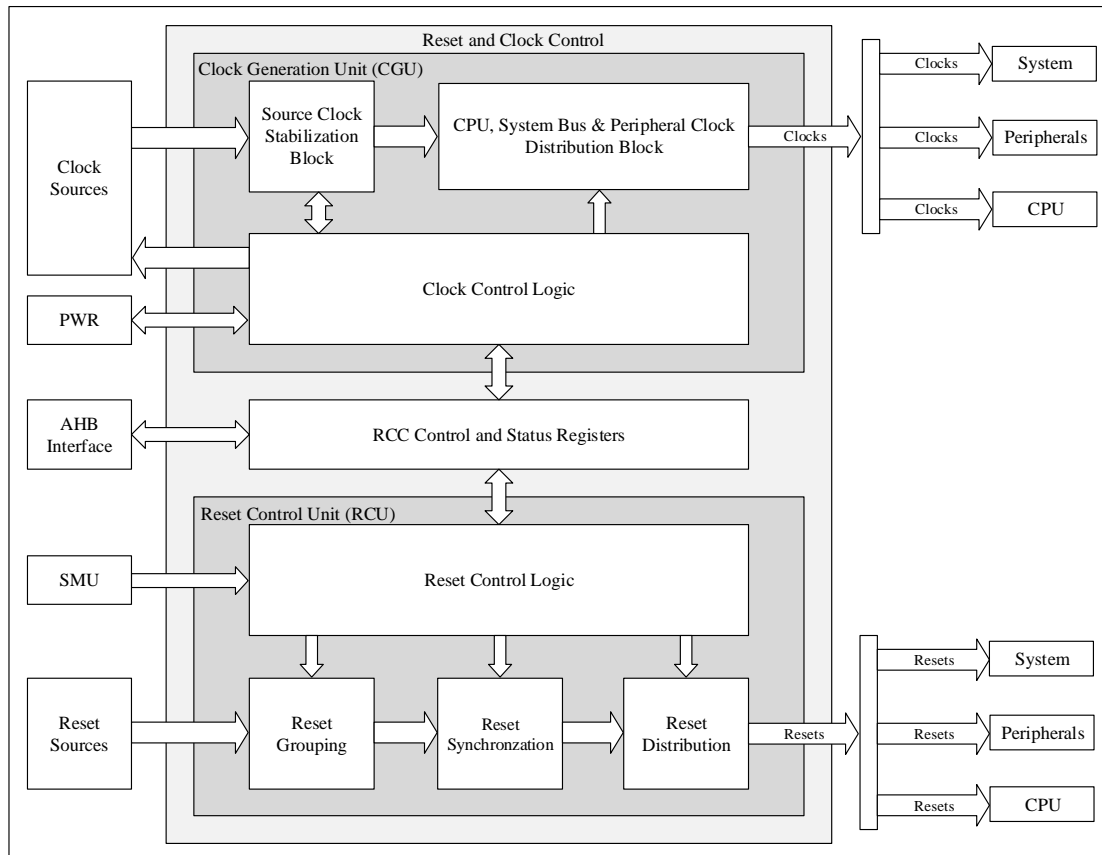 Reset and Clock Control
Clock Generation Unit (CGU)
Clock
Sources
Source Clock
Stabilization
Block
CPU, System Bus & Peripheral Clock
Distribution Block
Clocks
Clocks
System
Clocks
Peripherals
Clocks
CPU
Clock Control Logic
PWR
AHB
Interface
RCC Control and Status Registers
Reset Control Unit (RCU)
SMU
Reset Control Logic
Reset
Sources
Reset
Grouping
Reset
Synchronzation
Reset
Distribution
Resets
Resets
System
Resets
Peripherals
Resets
CPU